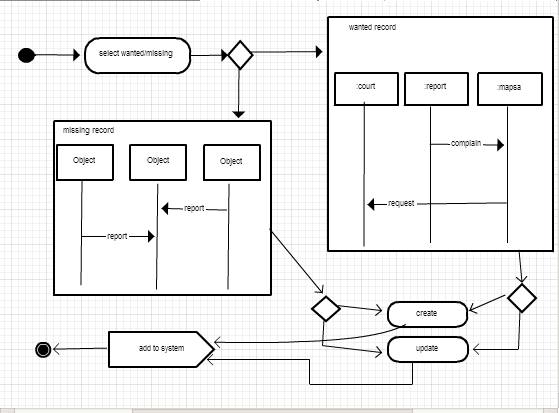 wanted record
select wanted/missing
:court
:report
:mapsa
missing record
complain
Object
Object
Object
request
report
report
create
add to system
update